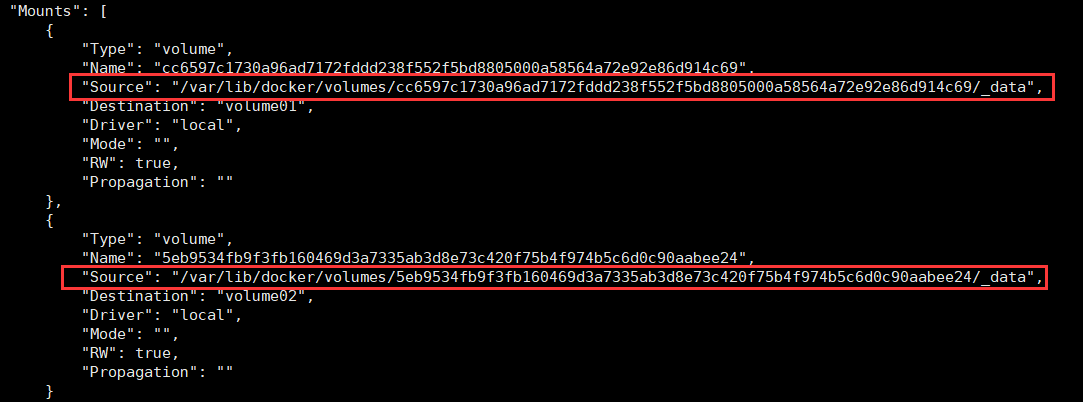 "Mounts": [
{
"Type": "volume",
"Name": "cc6597c1730a96ad7172fddd238f552f5bd8805000a58564a72e92e86d914c69",
"Source": "/var/lib/docker/volumes/cc6597c1730a96ad7172fddd238f552f5bd8805000a58564a72e92e86d914c69/_data",
"Destination": "volume01",
"Driver": "local",
"Mode": "",
"RW": true,
"Propagation": ""
},
{
"Type": "volume",
"Name": "5eb9534fb9f3fb160469d3a7335ab3d8e73c420f75b4f974b5c6d0c90aabee24",
"Source": "/var/lib/docker/volumes/5eb9534fb9f3fb160469d3a7335ab3d8e73c420f75b4f974b5c6d0c90aabee24/_data",
"Destination": "volume02",
"Driver": "local",
"Mode": "",
"RW": true,
"Propagation": ""
}